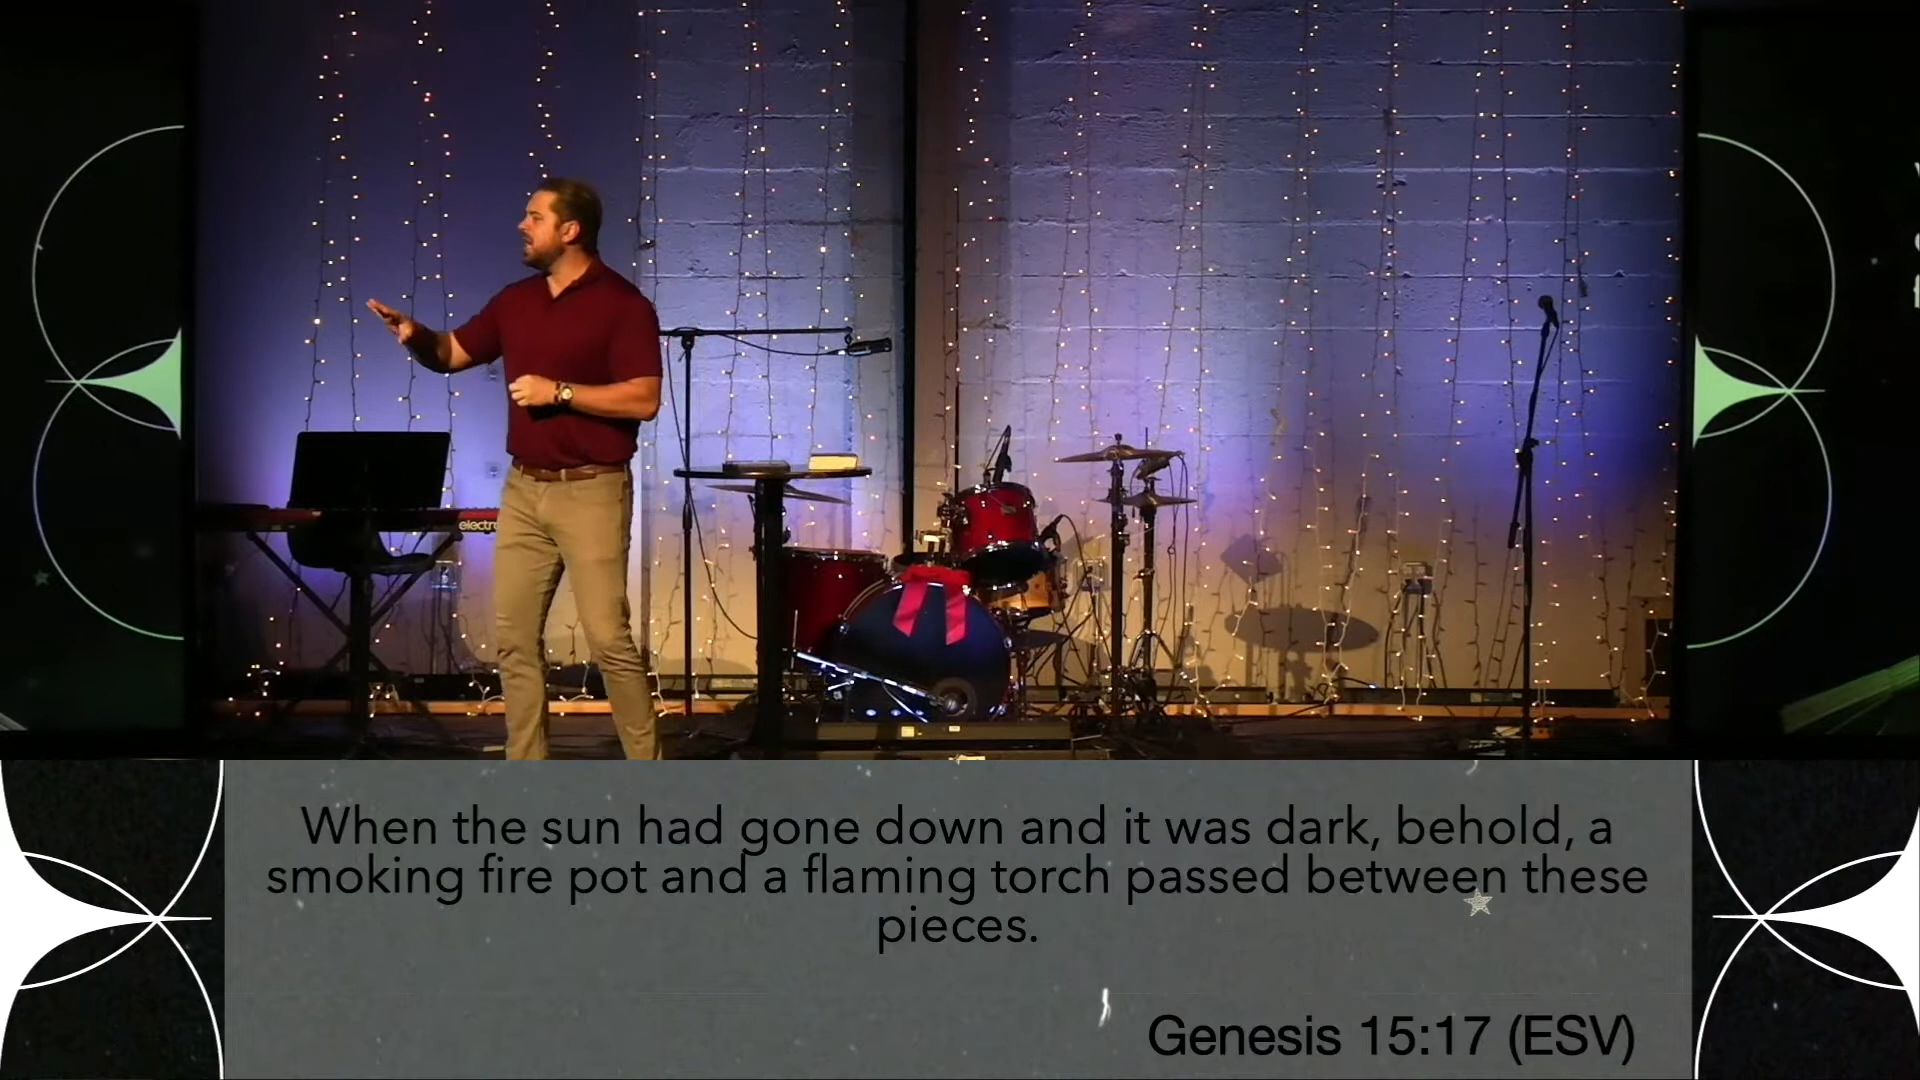 electro
When the sun had gone down and it was dark, behold, a
smoking fire pot and a flaming torch passed between these
pieces.
Genesis 15:17 (ESV)